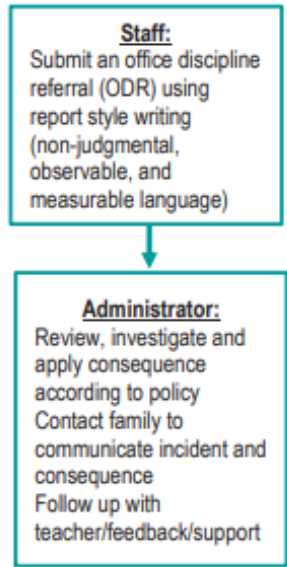 Staff:
Submit an office discipline
referral (ODR) using
report style writing
(non-judgmental,
observable, and
measurable language)
Administrator:
Review, investigate and
apply consequence
according to policy
Contact family to
communicate incident and
consequence
Follow up with
teacher/feedback/support